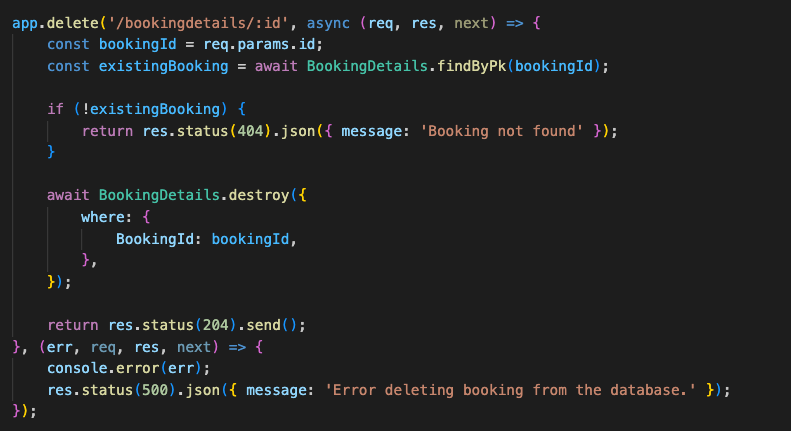 app.delete('/bookingdetails/:id', async (req, res, next) => {
    const bookingId = req.params.id;
    const existingBooking = await BookingDetails.findByPk(bookingId);

    if (!existingBooking) {
        return res.status(404).json({ message: 'Booking not found' });
    }

    await BookingDetails.destroy({
        where: {
            BookingId: bookingId,
        },
    });

    return res.status(204).send();
}, (err, req, res, next) => {
    console.error(err);
    res.status(500).json({ message: 'Error deleting booking from the database.' });
});